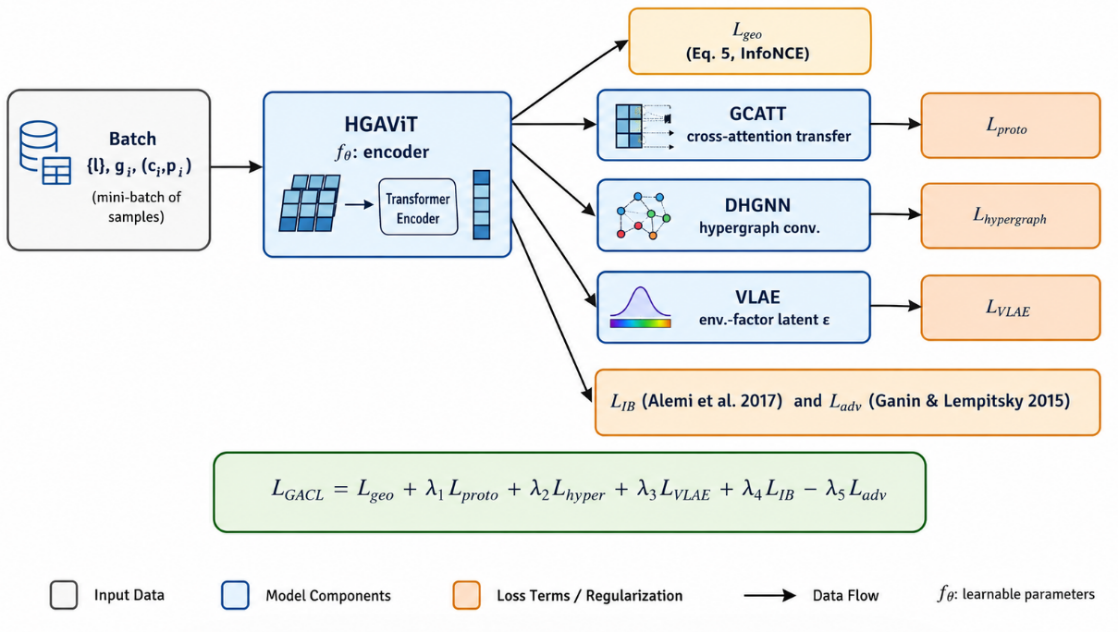 L_geo
(Eq. 5, InfoNCE)
Batch
{l}, g_i, (c_i,p_i)
(mini-batch of
samples)
HGAViT
f_θ: encoder
Transformer
Encoder
GCATT
cross-attention transfer
L_proto
DHGNN
hypergraph conv.
L_hypergraph
VLAE
env.-factor latent ε
L_VLAE
L_IB (Alemi et al. 2017) and L_adv (Ganin & Lempitsky 2015)
L_GACL = L_geo + λ_1 L_proto + λ_2 L_hyper + λ_3 L_VLAE + λ_4 L_IB − λ_5 L_adv
Input Data
Model Components
Loss Terms / Regularization
Data Flow
f_θ: learnable parameters